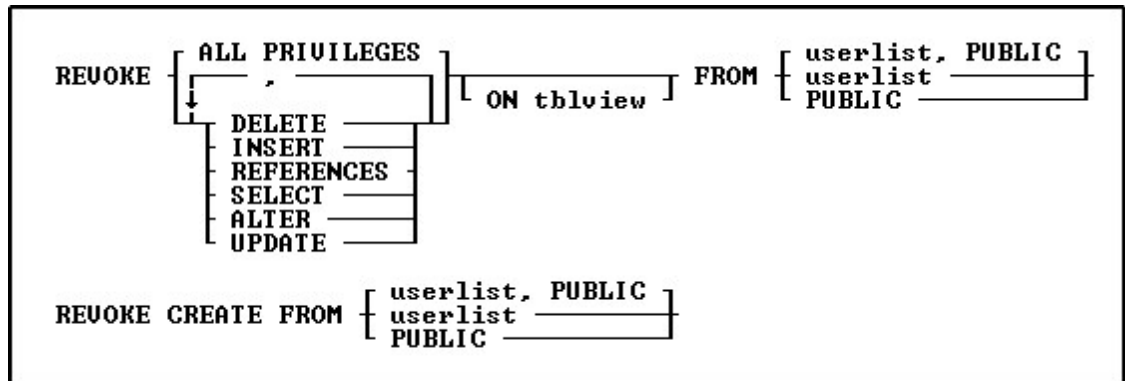 ALL PRIVILEGES userlist, PUBLIC
REVOKE , FROM userlist
ON tblview PUBLIC
DELETE
INSERT
REFERENCES
SELECT
ALTER
UPDATE
userlist, PUBLIC
REVOKE CREATE FROM userlist
PUBLIC